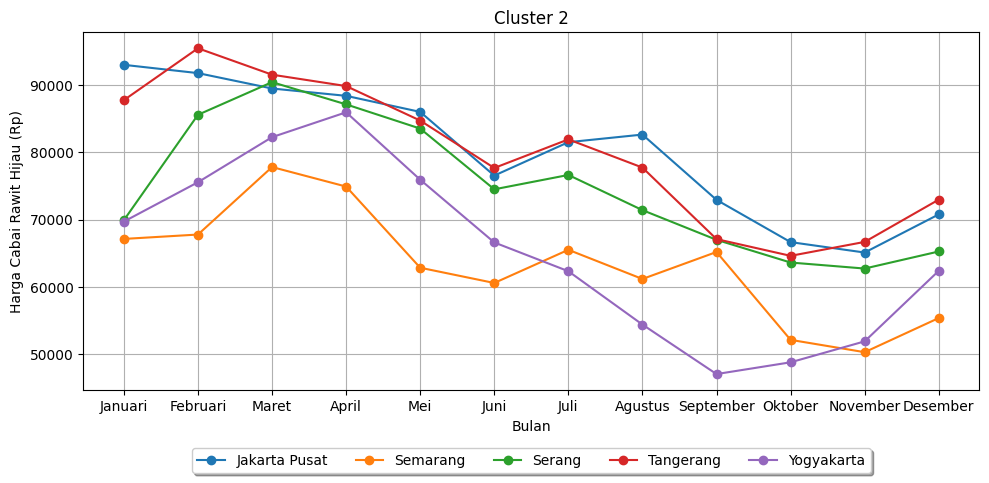 Cluster 2
Harga Cabai Rawit Hijau (Rp)
90000
80000
70000
60000
50000
Januari Februari Maret April Mei Juni Juli Agustus September Oktober November Desember
Bulan
Jakarta Pusat Semarang Serang Tangerang Yogyakarta